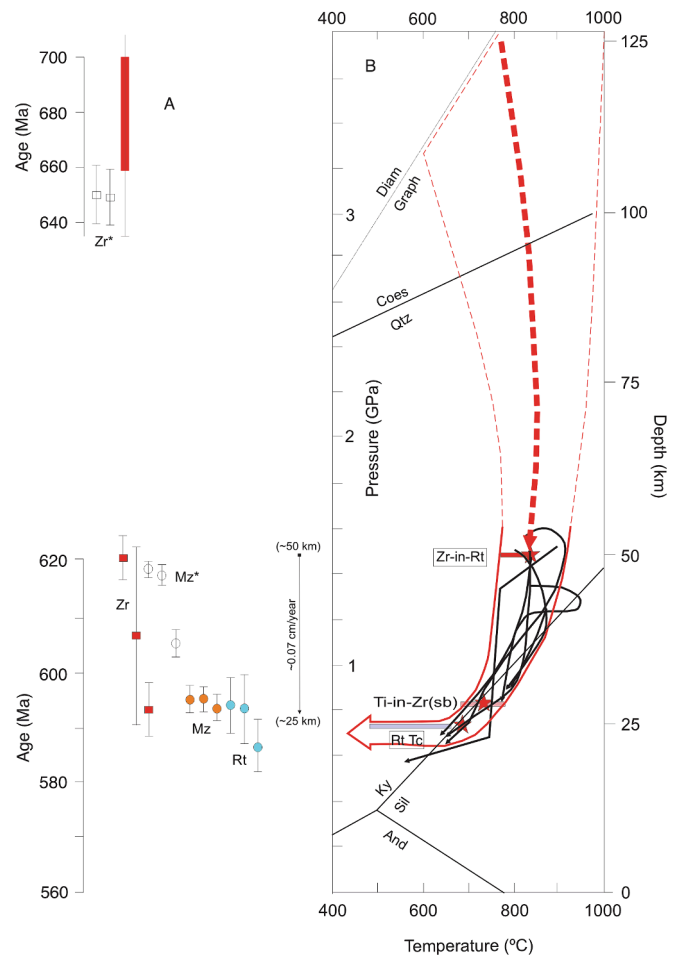 400 600 800 1000
700
680
660
640
Age (Ma)
A
Zr*
B
125
100
75
50
25
0
Depth (km)
3
2
1
Pressure (GPa)
Diam
Graph
Coes
Qtz
Zr-in-Rt
Ti-in-Zr(sb)
Rt Tc
Ky
Sil
And
620
600
580
560
Age (Ma)
Zr
Mz*
Mz
Rt
(~50 km)
~0.07 cm/year
(~25 km)
400 600 800 1000
Temperature (ºC)